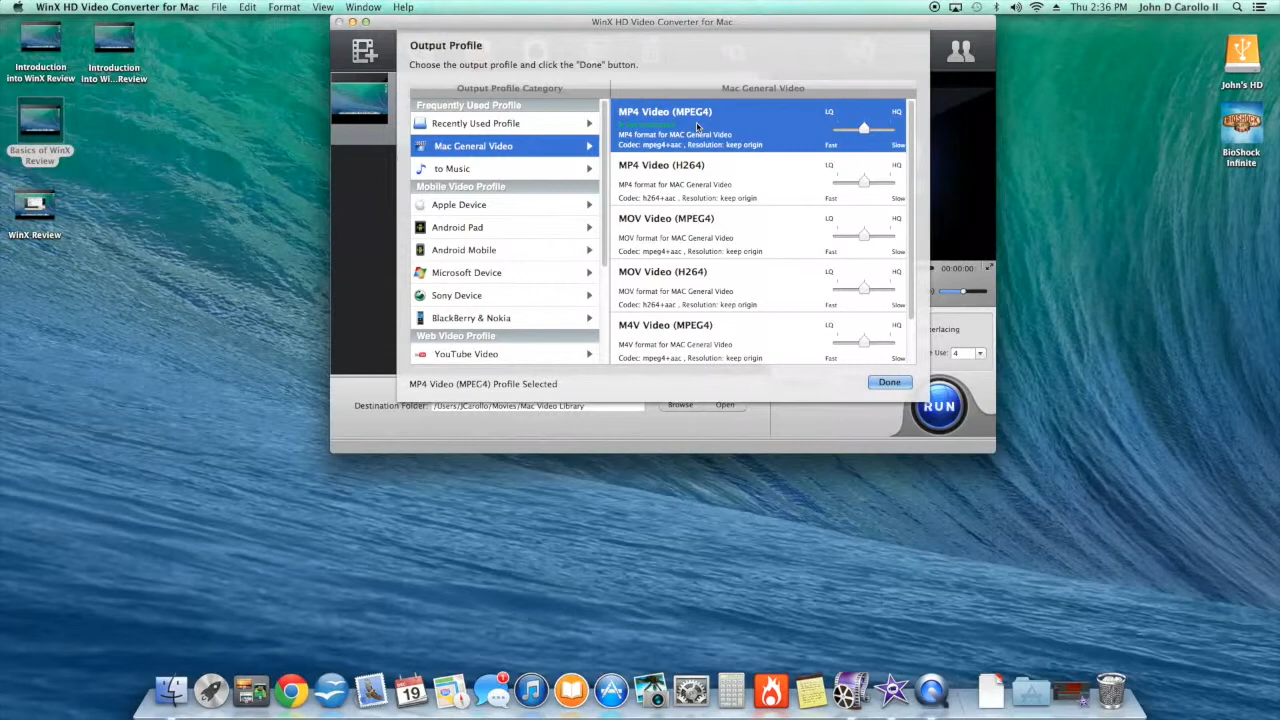 WinX HD Video Converter for Mac File Edit Format View Window Help Thu 2:36 PM John D Carollo II
WinX HD Video Converter for Mac
Introduction into WinX Review
Introduction into Wi...Review
Basics of WinX Review
WinX Review
John's HD
BioShock Infinite
Output Profile
Choose the output profile and click the "Done" button.
Output Profile Category
Mac General Video
Frequently Used Profile
Recently Used Profile
Mac General Video
to Music
Mobile Video Profile
Apple Device
Android Pad
Android Mobile
Microsoft Device
Sony Device
BlackBerry & Nokia
Web Video Profile
YouTube Video
MP4 Video (MPEG4) LQ HQ
MP4 format for MAC General Video
Codec: mpeg4+aac , Resolution: keep origin Fast Slow
MP4 Video (H264) LQ HQ
MP4 format for MAC General Video
Codec: h264+aac , Resolution: keep origin Fast Slow
MOV Video (MPEG4) LQ HQ
MOV format for MAC General Video
Codec: mpeg4+aac , Resolution: keep origin Fast Slow
MOV Video (H264) LQ HQ
MOV format for MAC General Video
Codec: h264+aac , Resolution: keep origin Fast Slow
M4V Video (MPEG4) LQ HQ
M4V format for MAC General Video
Codec: mpeg4+aac , Resolution: keep origin Fast Slow
MP4 Video (MPEG4) Profile Selected
Done
00:00:00
erlacing
Use: 4
Destination Folder: /Users/JCarollo/Movies/Mac Video Library Browse Open
RUN
19
1
BIOSHOCK